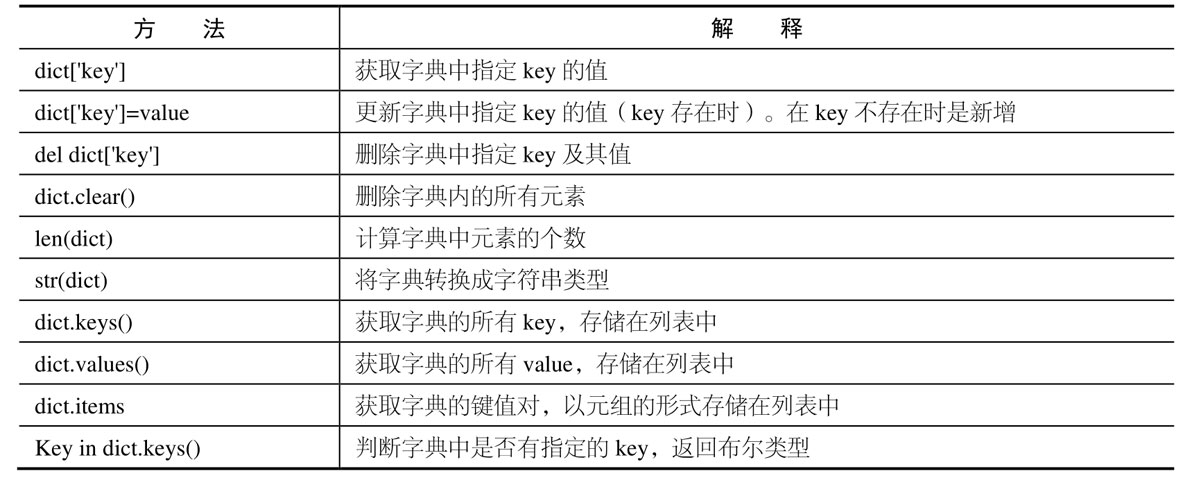 方 法 解 释
dict['key'] 获取字典中指定 key 的值
dict['key']=value 更新字典中指定 key 的值（key 存在时）。在 key 不存在时是新增
del dict['key'] 删除字典中指定 key 及其值
dict.clear() 删除字典内的所有元素
len(dict) 计算字典中元素的个数
str(dict) 将字典转换成字符串类型
dict.keys() 获取字典的所有 key，存储在列表中
dict.values() 获取字典的所有 value，存储在列表中
dict.items 获取字典的键值对，以元组的形式存储在列表中
Key in dict.keys() 判断字典中是否有指定的 key，返回布尔类型